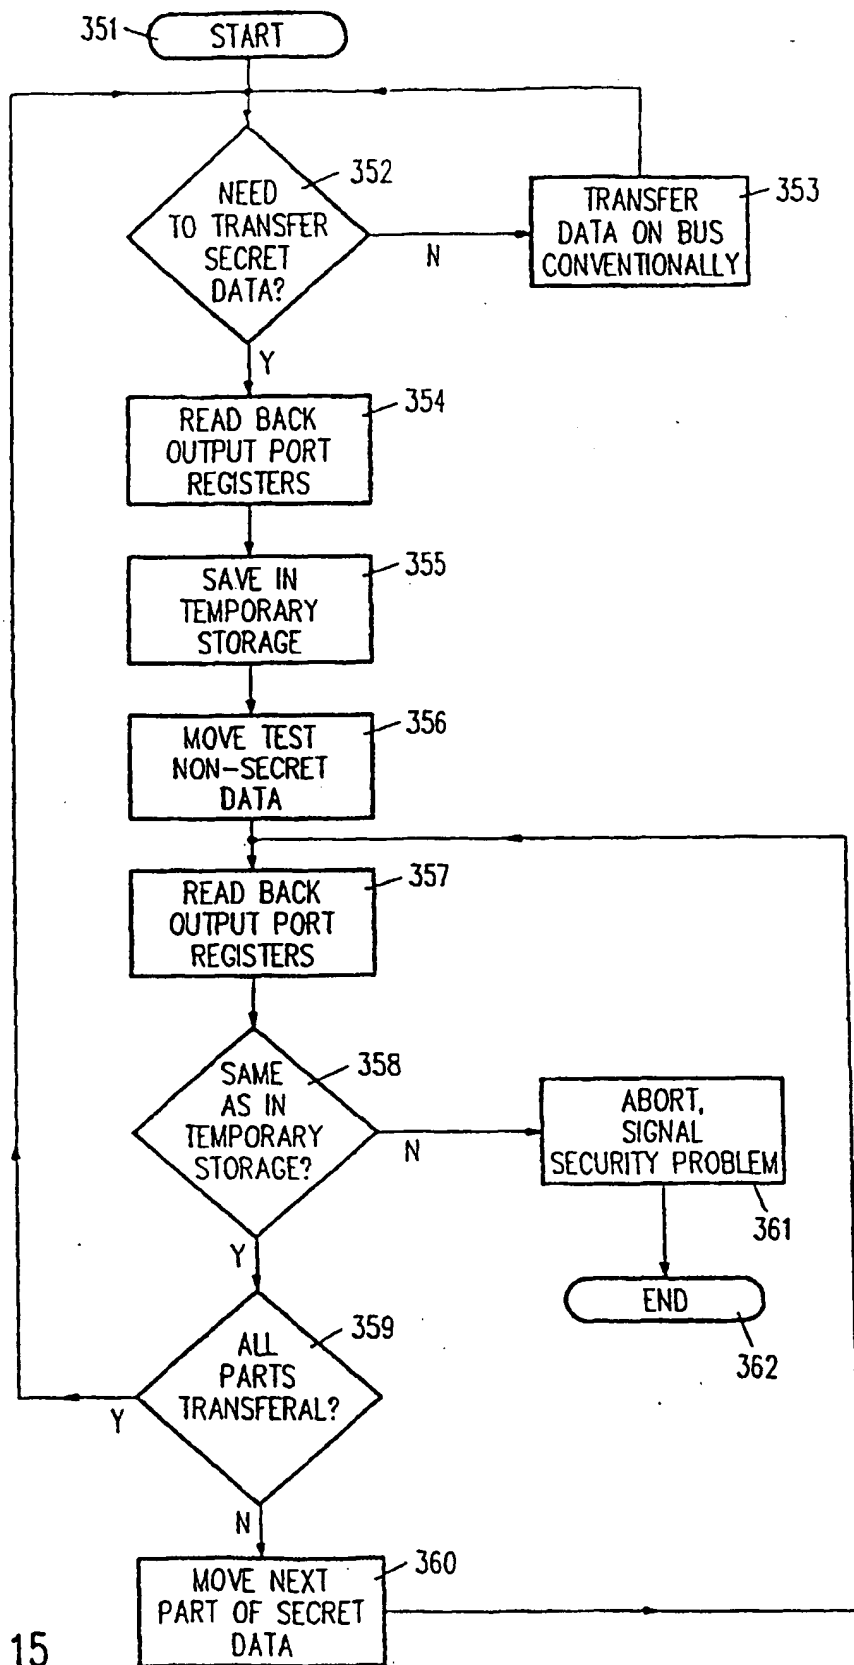 351
START
352
NEED
TO TRANSFER
SECRET
DATA?
N
353
TRANSFER
DATA ON BUS
CONVENTIONALLY
Y
354
READ BACK
OUTPUT PORT
REGISTERS
355
SAVE IN
TEMPORARY
STORAGE
356
MOVE TEST
NON-SECRET
DATA
357
READ BACK
OUTPUT PORT
REGISTERS
358
SAME
AS IN
TEMPORARY
STORAGE?
N
ABORT,
SIGNAL
SECURITY PROBLEM
361
Y
END
362
359
ALL
PARTS
TRANSFERAL?
Y
N
360
MOVE NEXT
PART OF SECRET
DATA
15